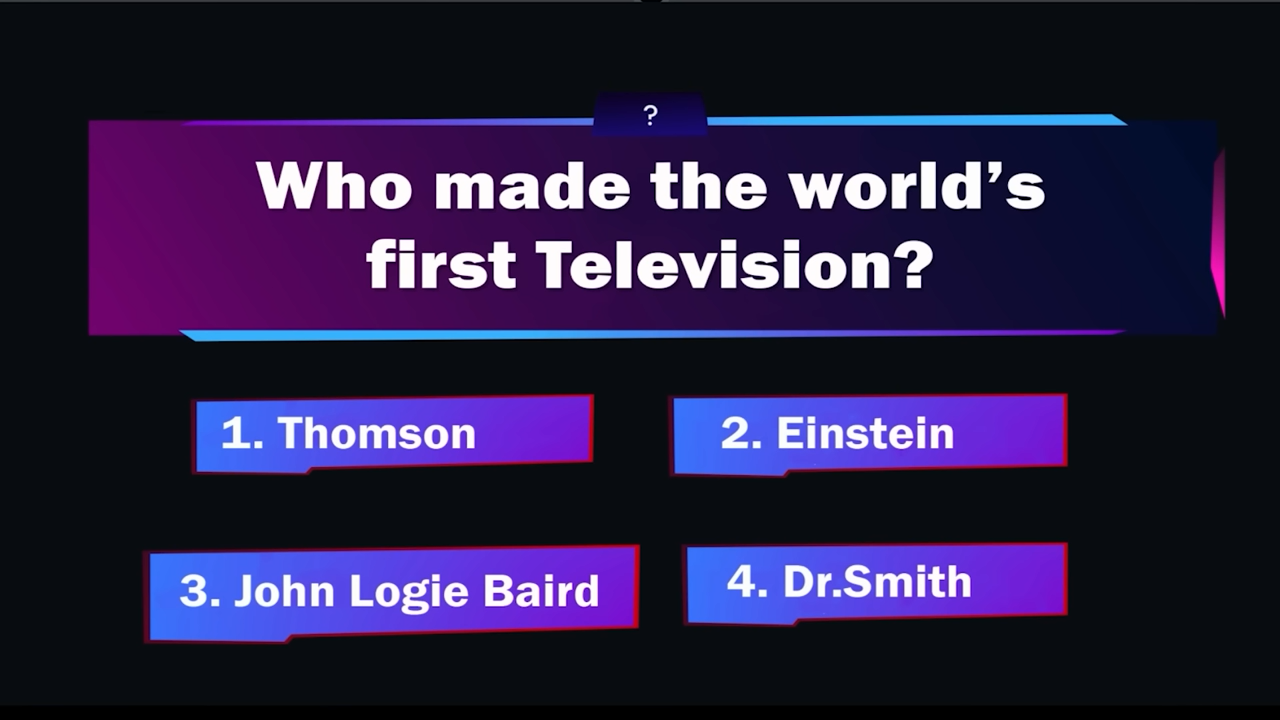 ?
Who made the world’s
first Television?
1. Thomson
2. Einstein
3. John Logie Baird
4. Dr.Smith